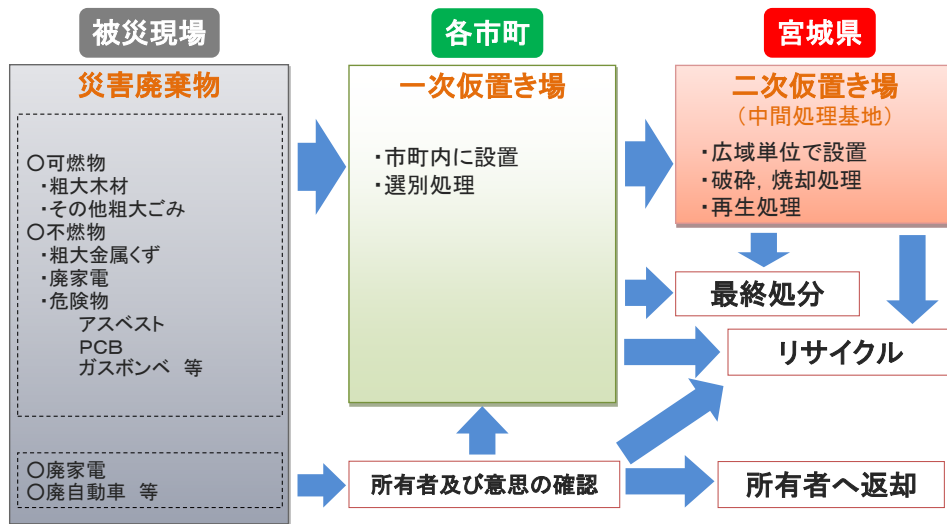 被災現場
各市町
宮城県
災害廃棄物
○可燃物
・粗大木材
・その他粗大ごみ
○不燃物
・粗大金属くず
・廃家電
・危険物
アスベスト
PCB
ガスボンベ 等
○廃家電
○廃自動車 等
一次仮置き場
・市町内に設置
・選別処理
二次仮置き場
（中間処理基地）
・広域単位で設置
・破砕，焼却処理
・再生処理
最終処分
リサイクル
所有者及び意思の確認
所有者へ返却